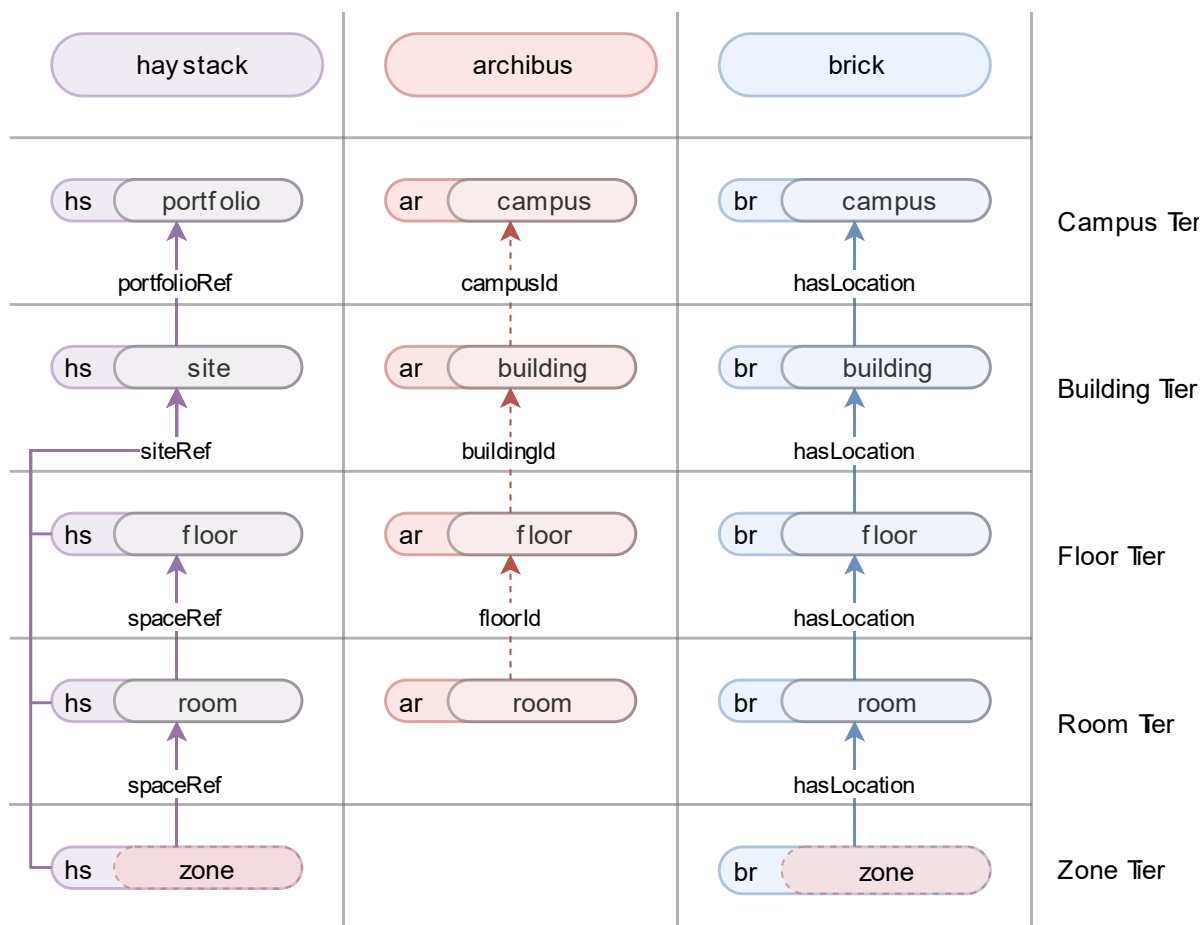 haystack archibus brick
hs portfolio ar campus br campus Campus Tier
portfolioRef campusId hasLocation
hs site ar building br building Building Tier
siteRef buildingId hasLocation
hs floor ar floor br floor Floor Tier
spaceRef floorId hasLocation
hs room ar room br room Room Tier
spaceRef hasLocation
hs zone br zone Zone Tier